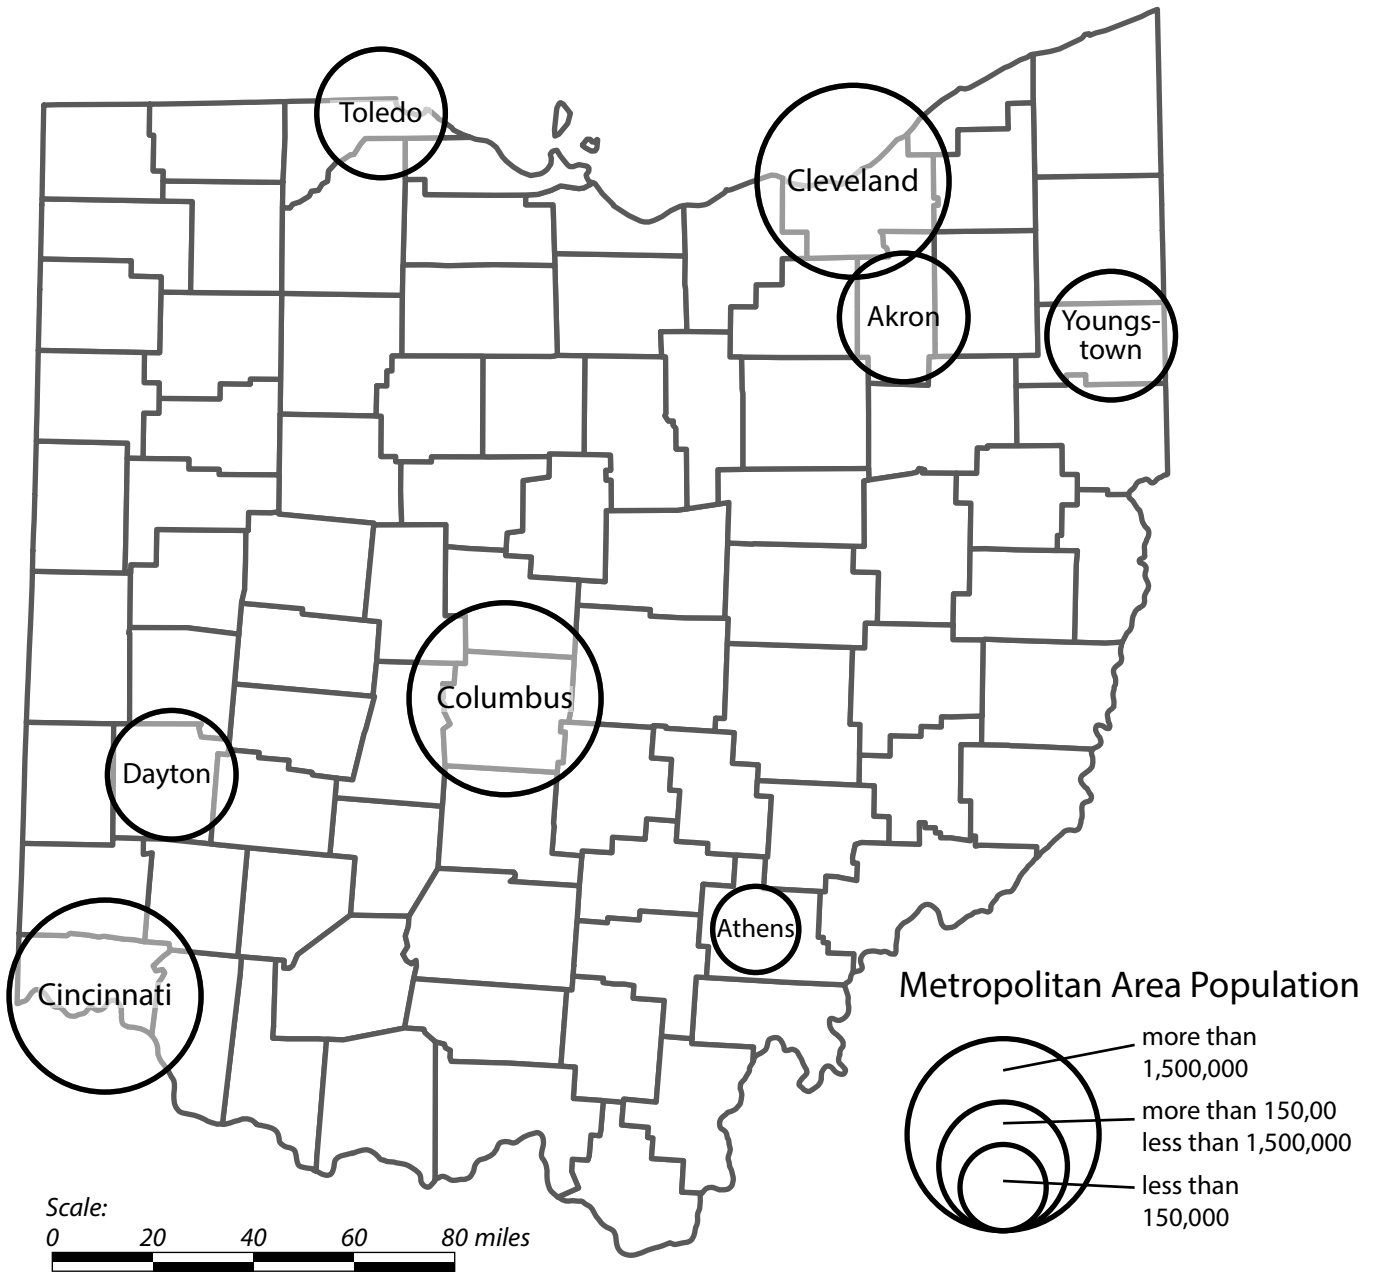 Toledo
Cleveland
Akron
Youngs-
town
Columbus
Dayton
Athens
Cincinnati
Metropolitan Area Population
more than
1,500,000
more than 150,00
less than 1,500,000
less than
150,000
Scale:
0 20 40 60 80 miles